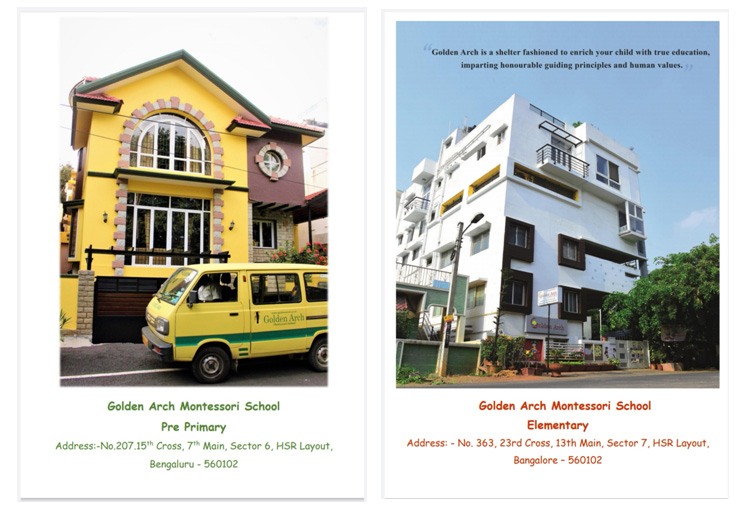 Golden Arch
Golden Arch Montessori School
Pre Primary
Address:-No.207.15th Cross, 7th Main, Sector 6, HSR Layout,
Bengaluru - 560102
“Golden Arch is a shelter fashioned to enrich your child with true education,
imparting honourable guiding principles and human values.”
Golden Arch
Golden Arch Montessori School
Elementary
Address: - No. 363, 23rd Cross, 13th Main, Sector 7, HSR Layout,
Bangalore – 560102